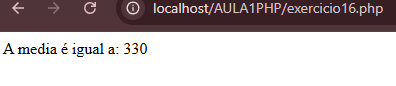 localhost/AULA1PHP/exercicio16.php
A media é igual a: 330